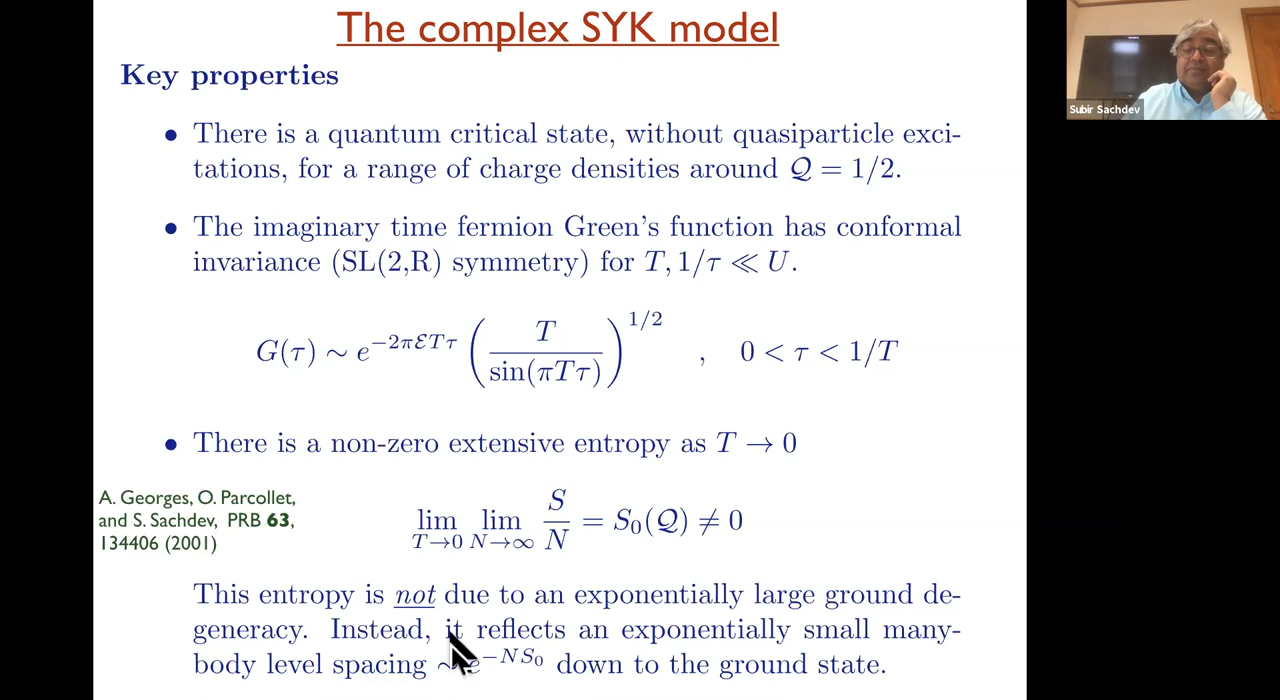 The complex SYK model
Subir Sachdev
Key properties
• There is a quantum critical state, without quasiparticle exci-
tations, for a range of charge densities around 𝒬 = 1/2.
• The imaginary time fermion Green's function has conformal
invariance (SL(2,R) symmetry) for T, 1/τ ≪ U.
G(τ) ∼ e^{−2πℰTτ} (T / sin(πTτ))^{1/2} , 0 < τ < 1/T
• There is a non-zero extensive entropy as T → 0
A. Georges, O. Parcollet,
and S. Sachdev, PRB 63,
134406 (2001)
lim_{T→0} lim_{N→∞} S/N = S₀(𝒬) ≠ 0
This entropy is not due to an exponentially large ground de-
generacy. Instead, it reflects an exponentially small many-
body level spacing ∼ e^{−NS₀} down to the ground state.